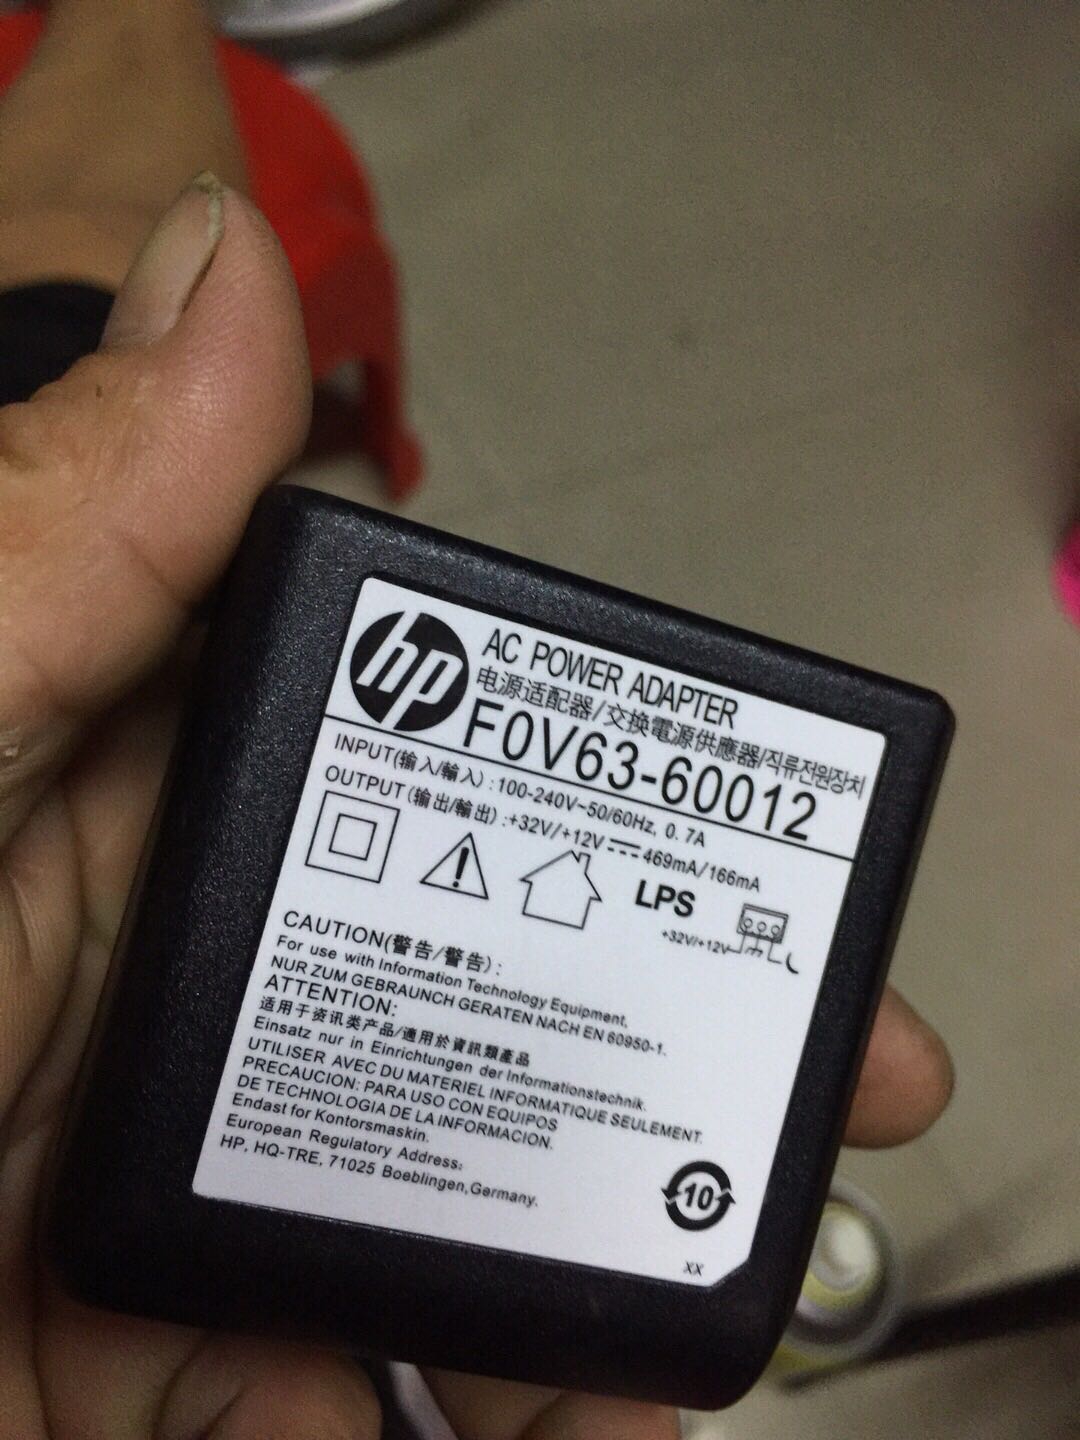 hp
AC POWER ADAPTER
电源适配器/交換電源供應器/직류전원장치
F0V63-60012
INPUT(输入/輸入) : 100-240V~50/60Hz, 0.7A
OUTPUT(输出/輸出) : +32V/+12V⎓469mA/166mA
LPS
+32V/+12V
CAUTION(警告/警告) :
For use with Information Technology Equipment,
NUR ZUM GEBRAUNCH GERATEN NACH EN 60950-1.
ATTENTION:
适用于资讯类产品/適用於資訊類產品
Einsatz nur in Einrichtungen der Informationstechnik.
UTILISER AVEC DU MATERIEL INFORMATIQUE SEULEMENT.
PRECAUCION: PARA USO CON EQUIPOS
DE TECHNOLOGIA DE LA INFORMACION.
Endast for Kontorsmaskin.
European Regulatory Address:
HP, HQ-TRE, 71025 Boeblingen,Germany.
10
XX